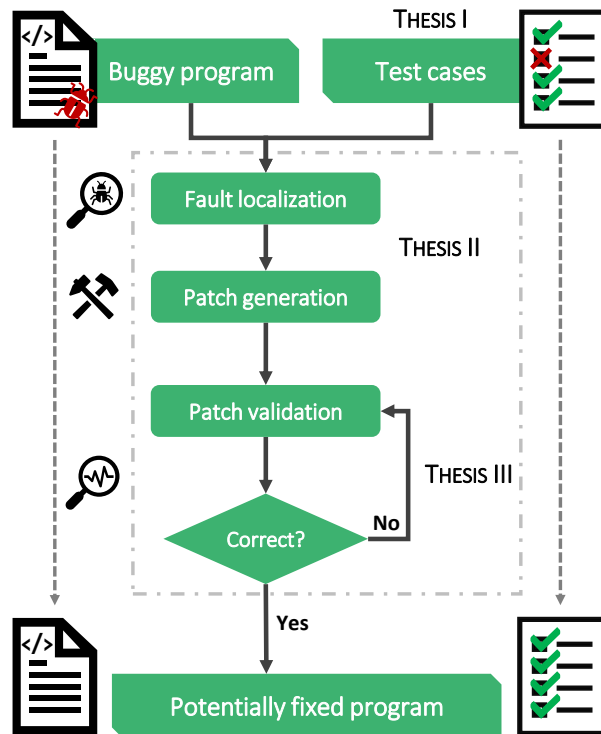 THESIS I
</>
Buggy program
Test cases
Fault localization
THESIS II
Patch generation
Patch validation
THESIS III
No
Correct?
Yes
</>
Potentially fixed program